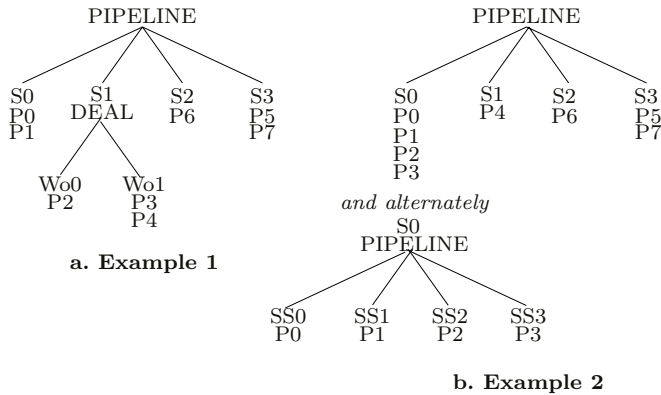 PIPELINE
S0 S1 S2 S3
P0 DEAL P6 P5
P1 P7
Wo0 Wo1
P2 P3
P4
a. Example 1
PIPELINE
S0 S1 S2 S3
P0 P4 P6 P5
P1 P7
P2
P3
and alternately
S0
PIPELINE
SS0 SS1 SS2 SS3
P0 P1 P2 P3
b. Example 2